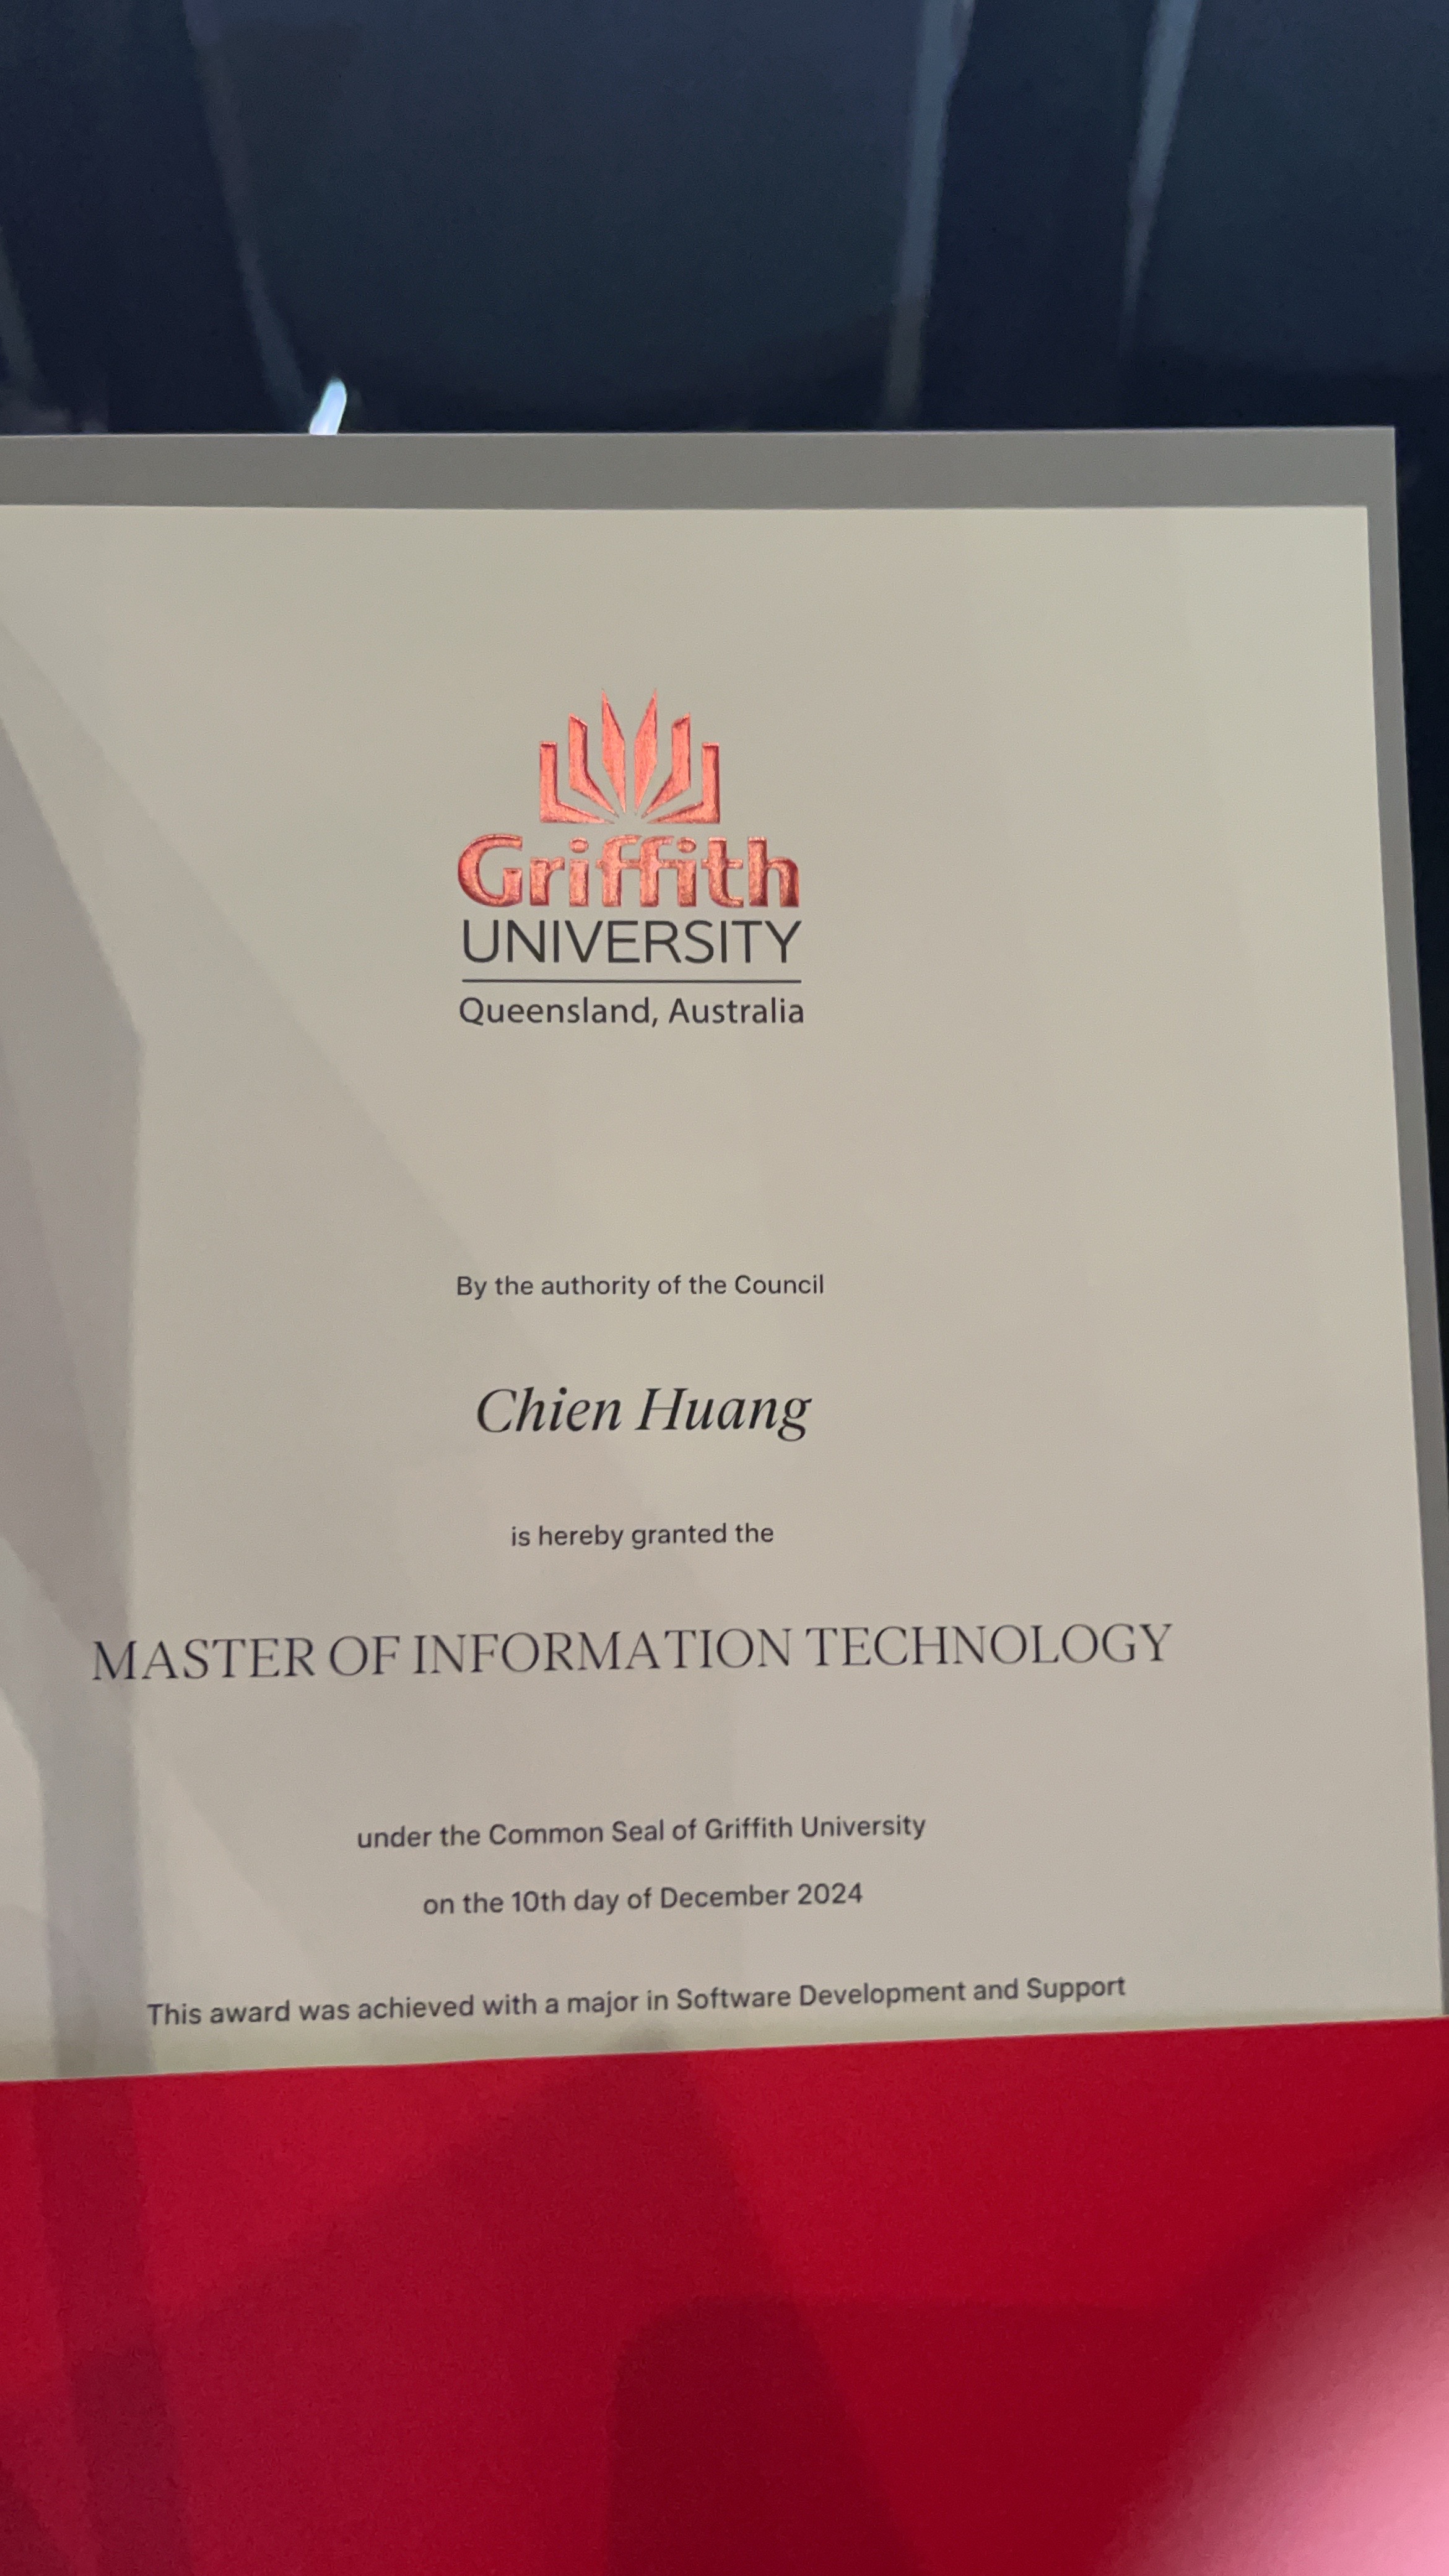 Griffith
UNIVERSITY
Queensland, Australia
By the authority of the Council
Chien Huang
is hereby granted the
MASTER OF INFORMATION TECHNOLOGY
under the Common Seal of Griffith University
on the 10th day of December 2024
This award was achieved with a major in Software Development and Support